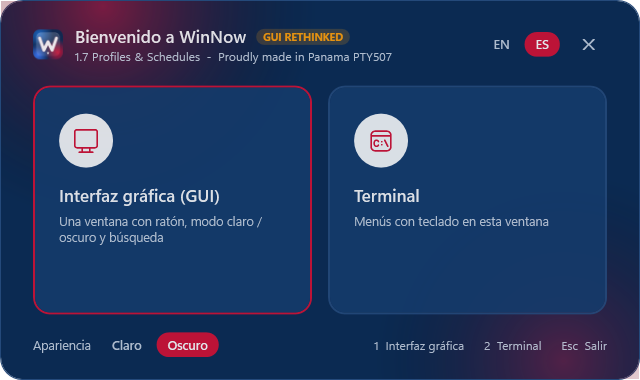 W Bienvenido a WinNow GUI RETHINKED
1.7 Profiles & Schedules - Proudly made in Panama PTY507
EN ES
Interfaz gráfica (GUI)
Una ventana con ratón, modo claro /
oscuro y búsqueda
C:\
Terminal
Menús con teclado en esta ventana
Apariencia Claro Oscuro
1 Interfaz gráfica 2 Terminal Esc Salir